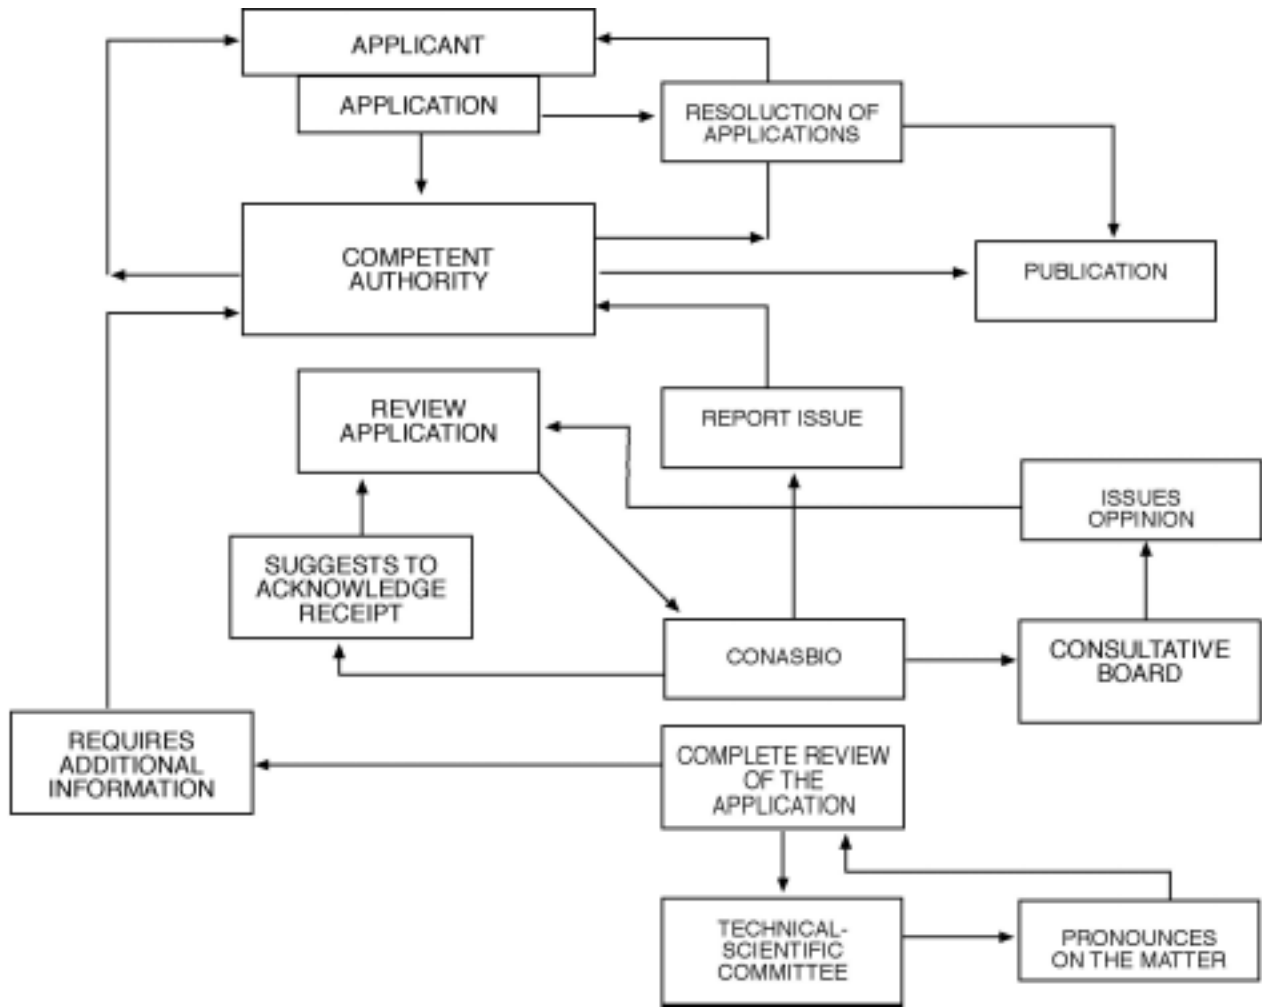 APPLICANT
APPLICATION
RESOLUCTION OF
APPLICATIONS
COMPETENT
AUTHORITY
PUBLICATION
REVIEW
APPLICATION
REPORT ISSUE
ISSUES
OPPINION
SUGGESTS TO
ACKNOWLEDGE
RECEIPT
CONASBIO
CONSULTATIVE
BOARD
REQUIRES
ADDITIONAL
INFORMATION
COMPLETE REVIEW
OF THE
APPLICATION
TECHNICAL-
SCIENTIFIC
COMMITTEE
PRONOUNCES
ON THE MATTER